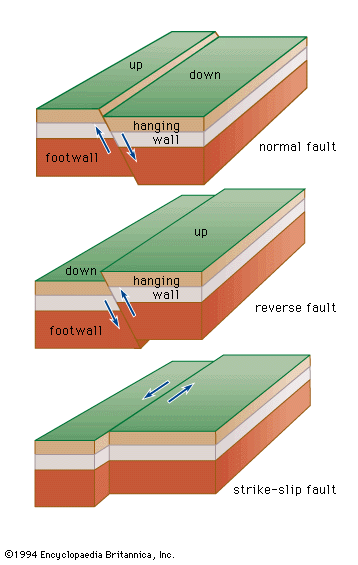 up
down
hanging
wall
footwall
normal fault
up
down
hanging
wall
footwall
reverse fault
strike-slip fault
©1994 Encyclopaedia Britannica, Inc.